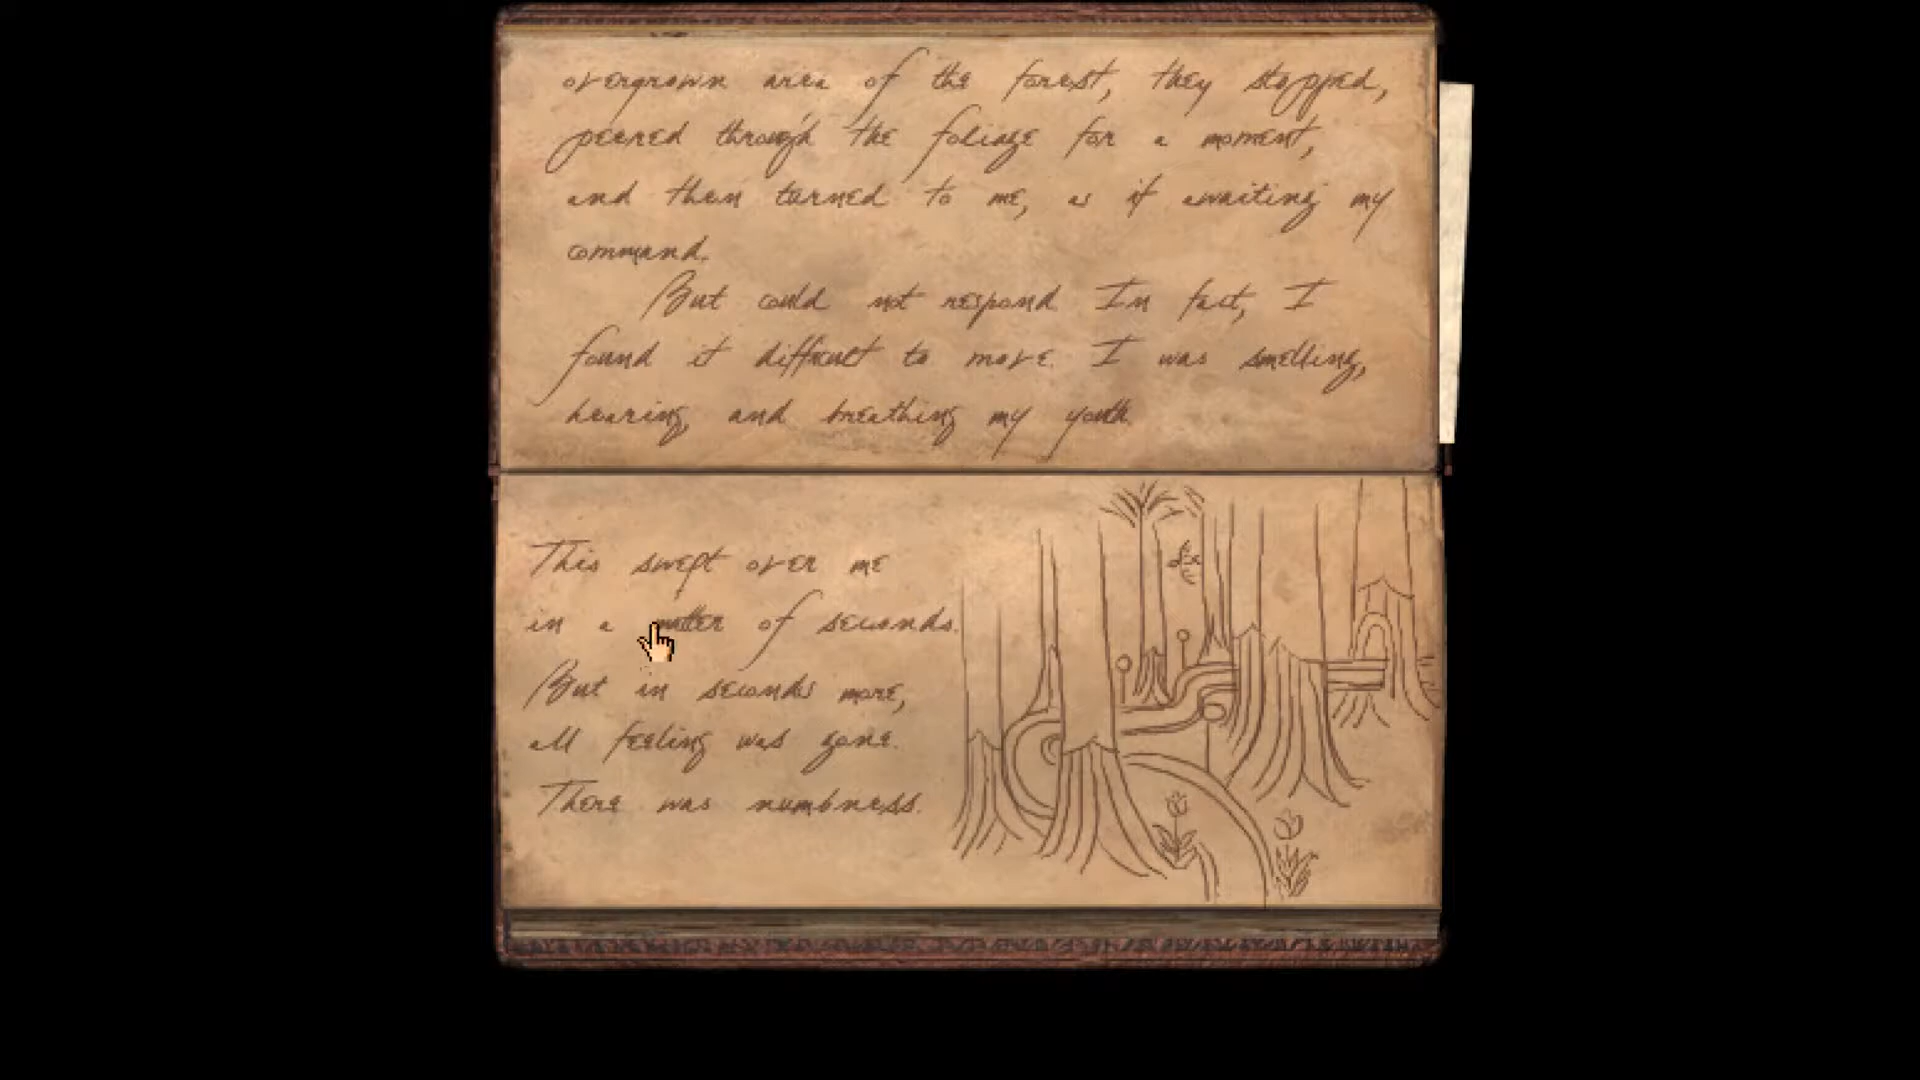 overgrown area of the forest, they stopped,
peered through the foliage for a moment,
and then turned to me, as if awaiting my
command.
But could not respond. In fact, I
found it difficult to move. I was smelling,
hearing, and breathing my youth.
This swept over me
in a matter of seconds.
But in seconds more,
all feeling was gone.
There was numbness.